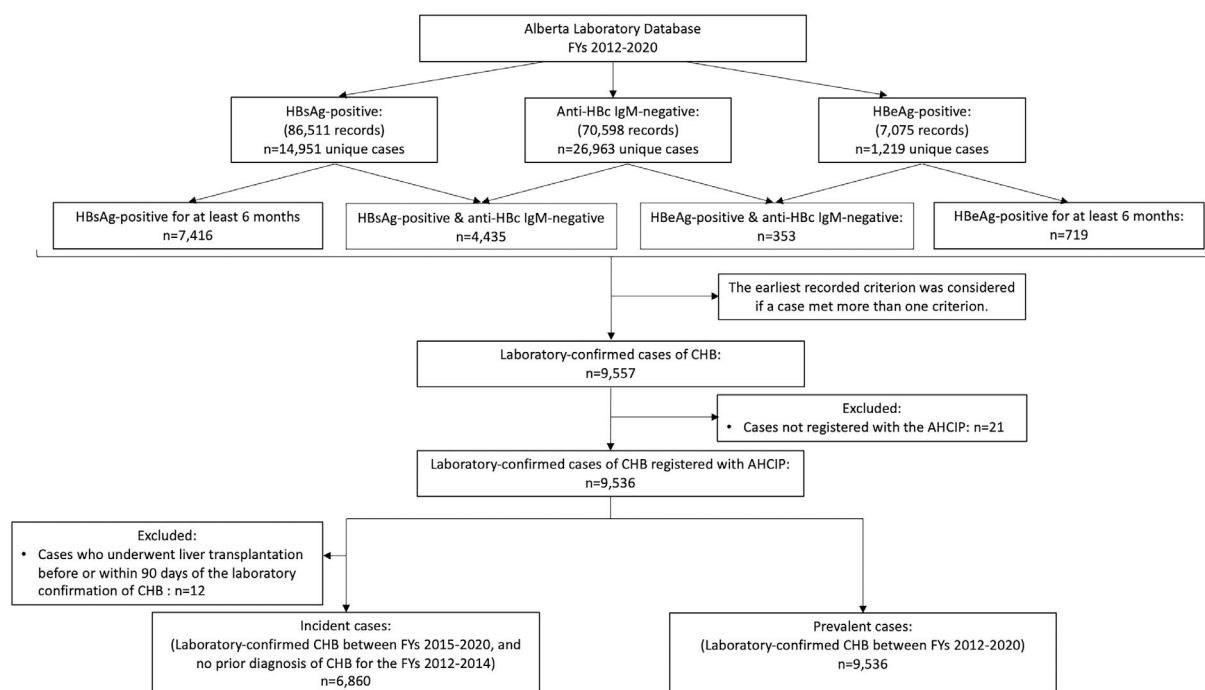 Alberta Laboratory Database
FYs 2012-2020
HBsAg-positive:
(86,511 records)
n=14,951 unique cases
Anti-HBc IgM-negative:
(70,598 records)
n=26,963 unique cases
HBeAg-positive:
(7,075 records)
n=1,219 unique cases
HBsAg-positive for at least 6 months
n=7,416
HBsAg-positive & anti-HBc IgM-negative
n=4,435
HBeAg-positive & anti-HBc IgM-negative:
n=353
HBeAg-positive for at least 6 months:
n=719
The earliest recorded criterion was considered
if a case met more than one criterion.
Laboratory-confirmed cases of CHB:
n=9,557
Excluded:
• Cases not registered with the AHCIP: n=21
Laboratory-confirmed cases of CHB registered with AHCIP:
n=9,536
Excluded:
• Cases who underwent liver transplantation
before or within 90 days of the laboratory
confirmation of CHB : n=12
Incident cases:
(Laboratory-confirmed CHB between FYs 2015-2020, and
no prior diagnosis of CHB for the FYs 2012-2014)
n=6,860
Prevalent cases:
(Laboratory-confirmed CHB between FYs 2012-2020)
n=9,536